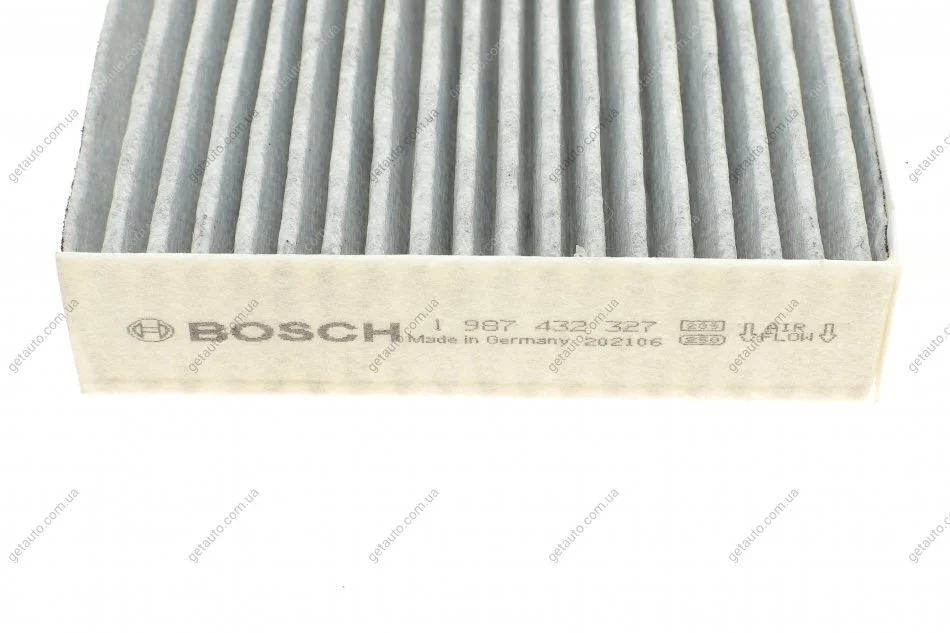 BOSCH 1 987 432 327 AIR
Made in Germany 202106 FLOW
getauto.com.ua